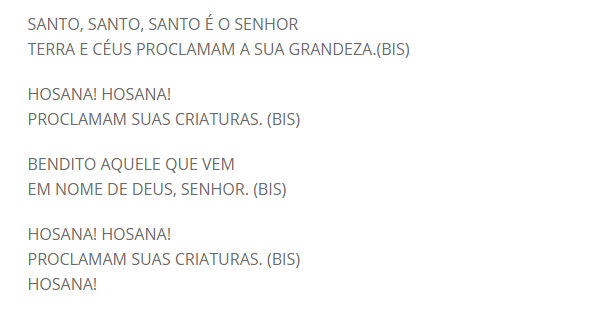 SANTO, SANTO, SANTO É O SENHOR
TERRA E CÉUS PROCLAMAM A SUA GRANDEZA.(BIS)
HOSANA! HOSANA!
PROCLAMAM SUAS CRIATURAS. (BIS)
BENDITO AQUELE QUE VEM
EM NOME DE DEUS, SENHOR. (BIS)
HOSANA! HOSANA!
PROCLAMAM SUAS CRIATURAS. (BIS)
HOSANA!